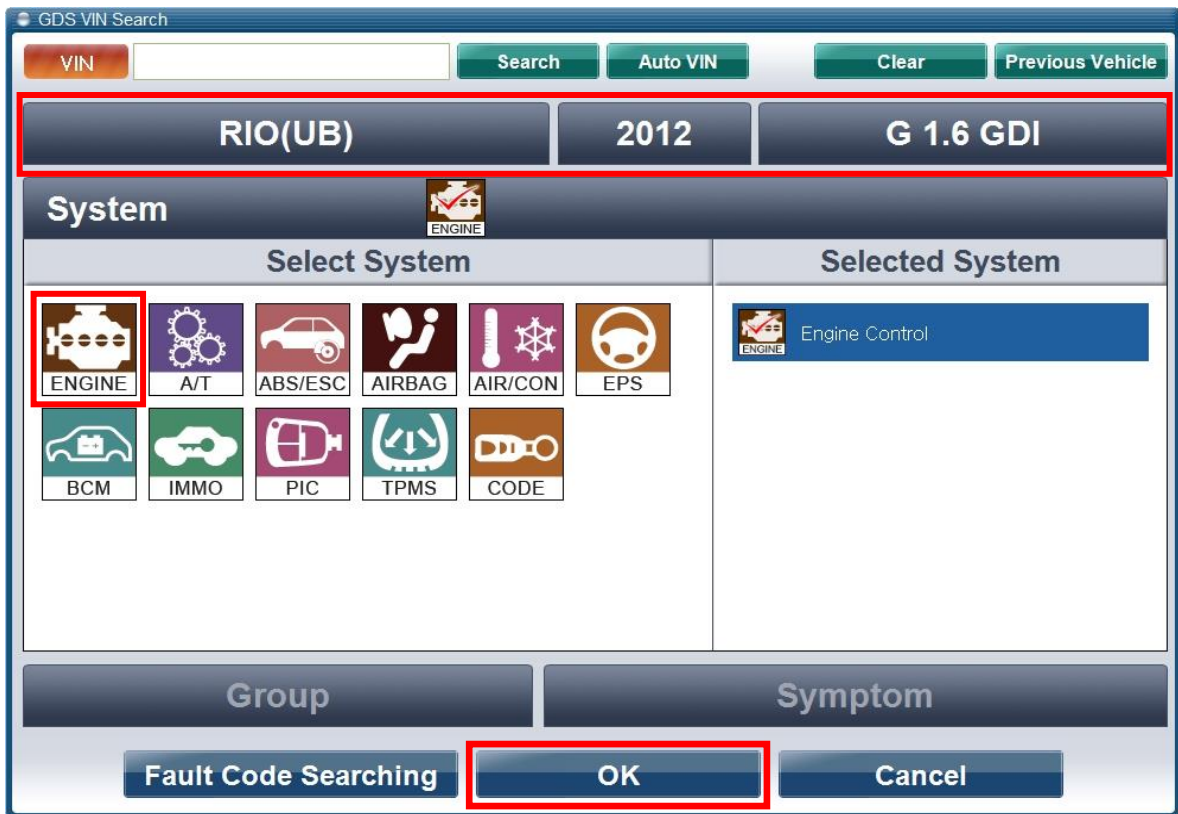 GDS VIN Search
VIN Search Auto VIN Clear Previous Vehicle
RIO(UB) 2012 G 1.6 GDI
System ENGINE
Select System Selected System
Engine Control
ENGINE
ENGINE A/T ABS/ESC AIRBAG AIR/CON EPS
BCM IMMO PIC TPMS CODE
Group Symptom
Fault Code Searching OK Cancel